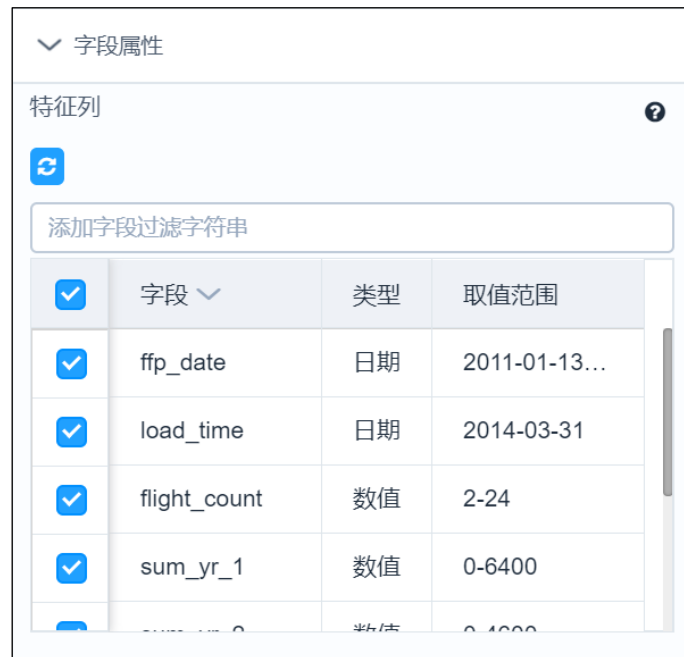 字段属性
特征列
添加字段过滤字符串
字段 类型 取值范围
ffp_date 日期 2011-01-13...
load_time 日期 2014-03-31
flight_count 数值 2-24
sum_yr_1 数值 0-6400